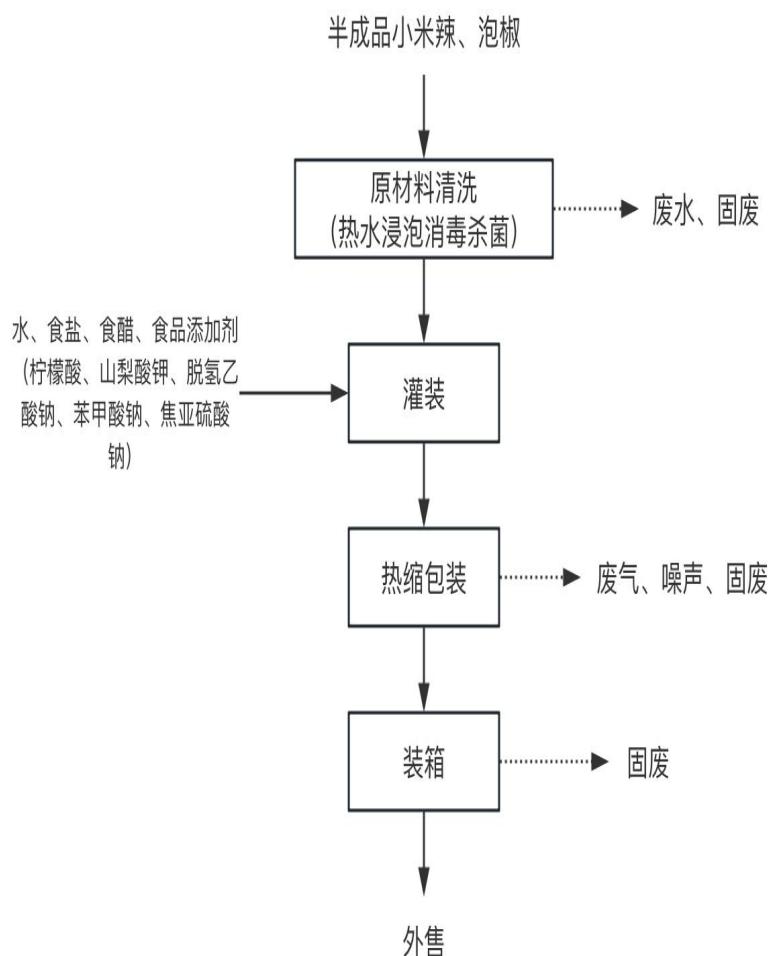 半成品小米辣、泡椒
原材料清洗
(热水浸泡消毒杀菌)
废水、固废
水、食盐、食醋、食品添加剂
(柠檬酸、山梨酸钾、脱氢乙
酸钠、苯甲酸钠、焦亚硫酸
钠)
灌装
热缩包装
废气、噪声、固废
装箱
固废
外售